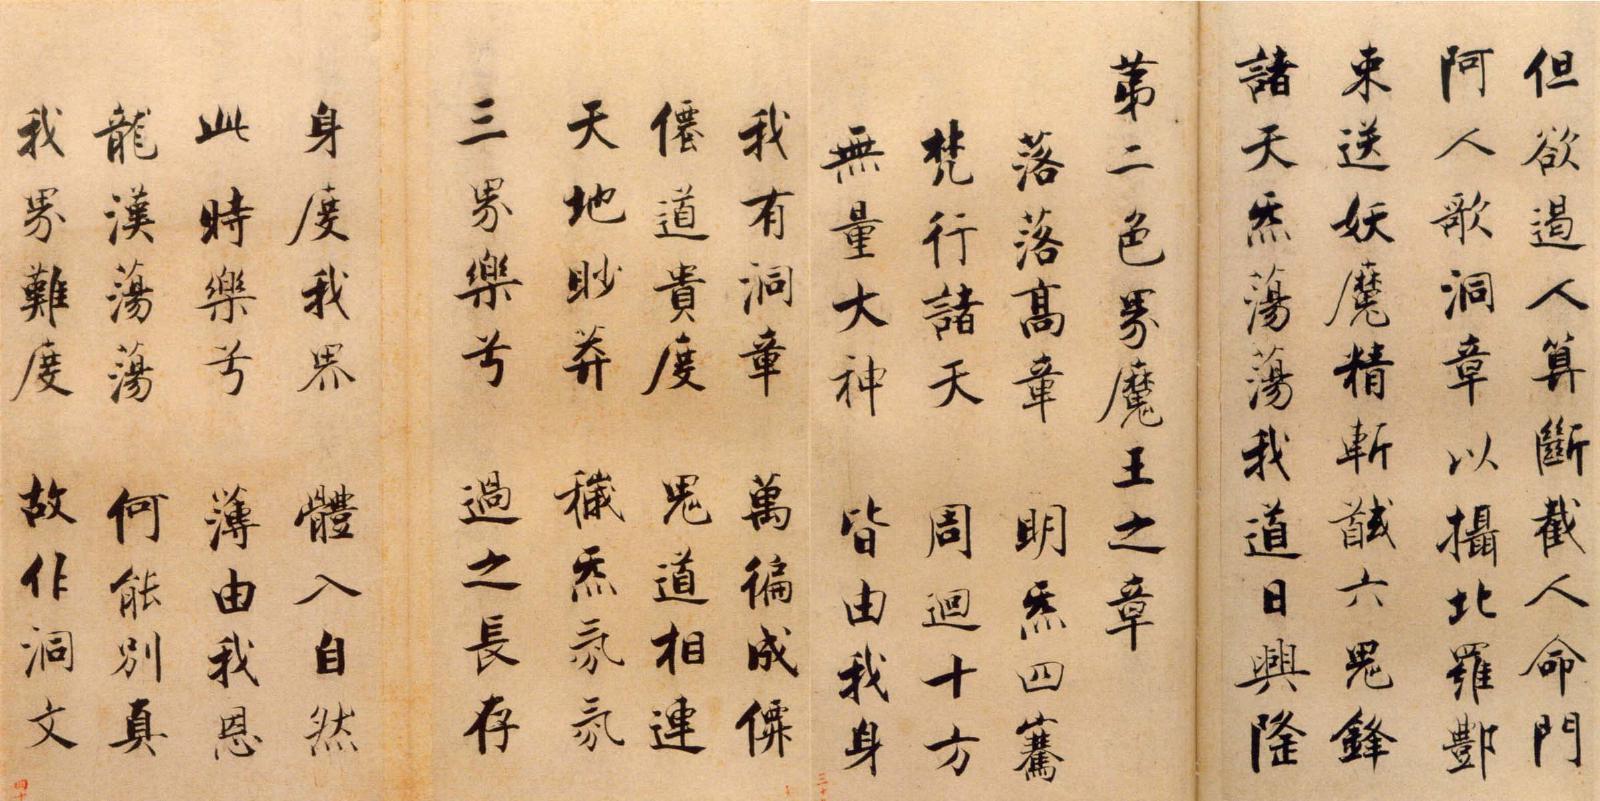 但欲遏人算斷截人命門
阿人歌洞章以攝北羅酆
束送妖魔精斬馘六鬼鋒
諸天炁蕩蕩我道日興隆
第二色界魔王之章
落落高章 明炁四騫
梵行諸天 周迴十方
無量大神 皆由我身
我有洞章 萬徧成僊
僊道貴度 鬼道相連
天地眇莽 穢炁氛氛
三界樂兮 過之長存
身度我界 體入自然
此時樂兮 薄由我恩
龍漢蕩蕩 何能別真
我界難度 故作洞文
三十
四十